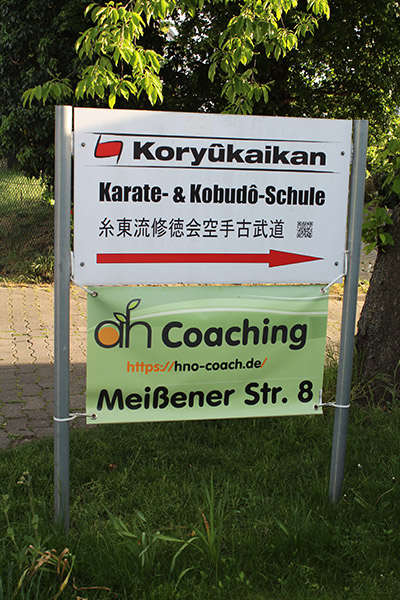 Koryûkaikan
Karate- & Kobudô-Schule
糸東流修徳会空手古武道
ah Coaching
https://hno-coach.de/
Meißener Str. 8